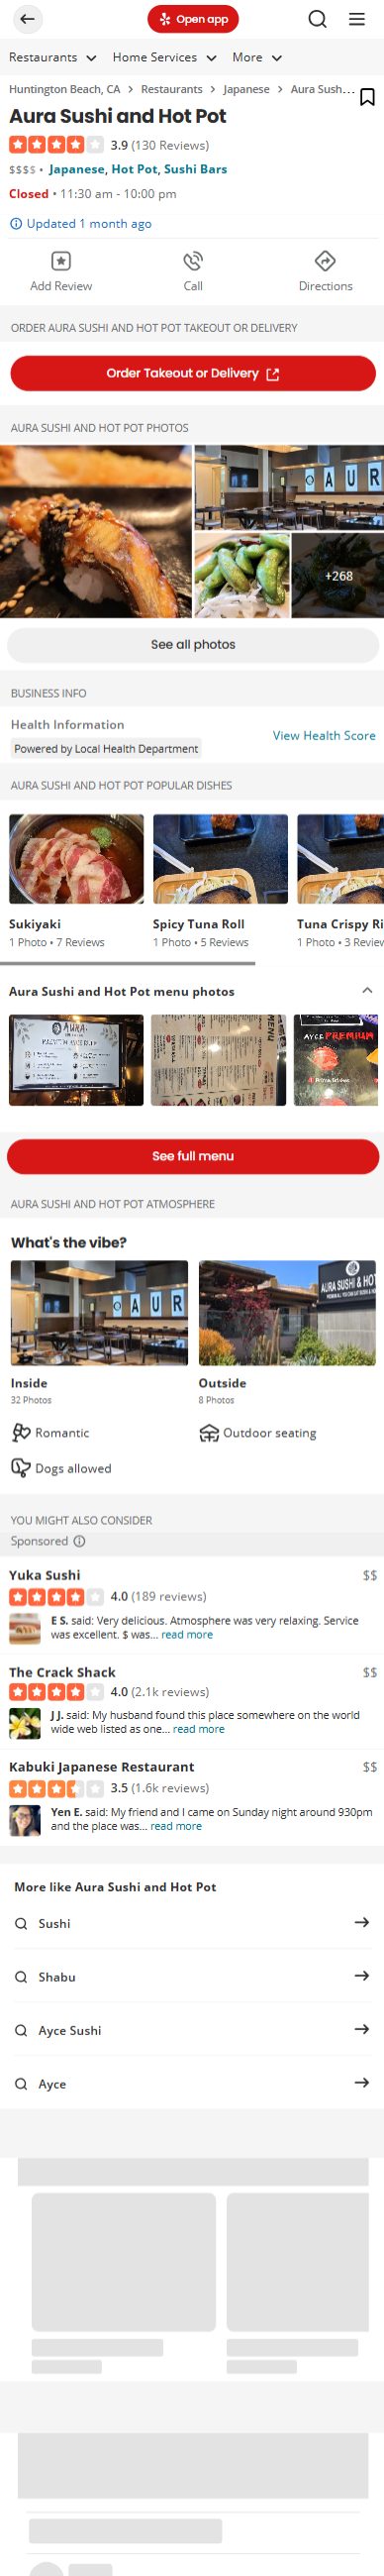 Open app
Restaurants Home Services More
Huntington Beach, CA > Restaurants > Japanese > Aura Sush...
Aura Sushi and Hot Pot
3.9 (130 Reviews)
$$$$ • Japanese, Hot Pot, Sushi Bars
Closed • 11:30 am - 10:00 pm
Updated 1 month ago
Add Review Call Directions
ORDER AURA SUSHI AND HOT POT TAKEOUT OR DELIVERY
Order Takeout or Delivery
AURA SUSHI AND HOT POT PHOTOS
AUR
+268
See all photos
BUSINESS INFO
Health Information
Powered by Local Health Department
View Health Score
AURA SUSHI AND HOT POT POPULAR DISHES
Sukiyaki Spicy Tuna Roll Tuna Crispy Ri
1 Photo • 7 Reviews 1 Photo • 5 Reviews 1 Photo • 3 Review
Aura Sushi and Hot Pot menu photos
AURA
MENU
AYCE PREMIUM
See full menu
AURA SUSHI AND HOT POT ATMOSPHERE
What's the vibe?
AUR
AURA SUSHI & HOT
Inside Outside
32 Photos 8 Photos
Romantic Outdoor seating
Dogs allowed
YOU MIGHT ALSO CONSIDER
Sponsored
Yuka Sushi $$
4.0 (189 reviews)
E S. said: Very delicious. Atmosphere was very relaxing. Service
was excellent. $ was... read more
The Crack Shack $$
4.0 (2.1k reviews)
J J. said: My husband found this place somewhere on the world
wide web listed as one... read more
Kabuki Japanese Restaurant $$
3.5 (1.6k reviews)
Yen E. said: My friend and I came on Sunday night around 930pm
and the place was... read more
More like Aura Sushi and Hot Pot
Sushi
Shabu
Ayce Sushi
Ayce